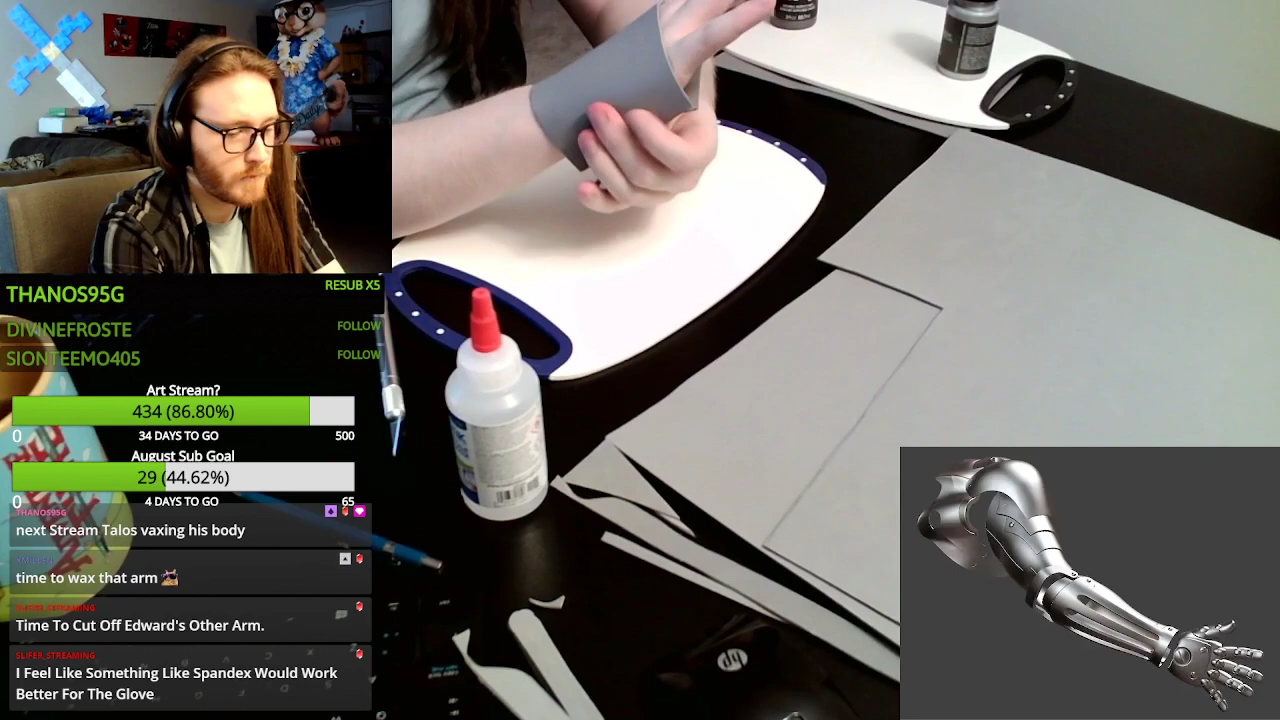 THANOS95G
RESUB X5
DIVINEFROSTE
FOLLOW
SIONTEEMO405
FOLLOW
Art Stream?
434 (86.80%)
0
34 DAYS TO GO
500
August Sub Goal
29 (44.62%)
0
4 DAYS TO GO
65
THANOS95G
next Stream Talos vaxing his body
time to wax that arm
SLIFER_STREAMING
Time To Cut Off Edward's Other Arm.
SLIFER_STREAMING
I Feel Like Something Like Spandex Would Work
Better For The Glove
hp